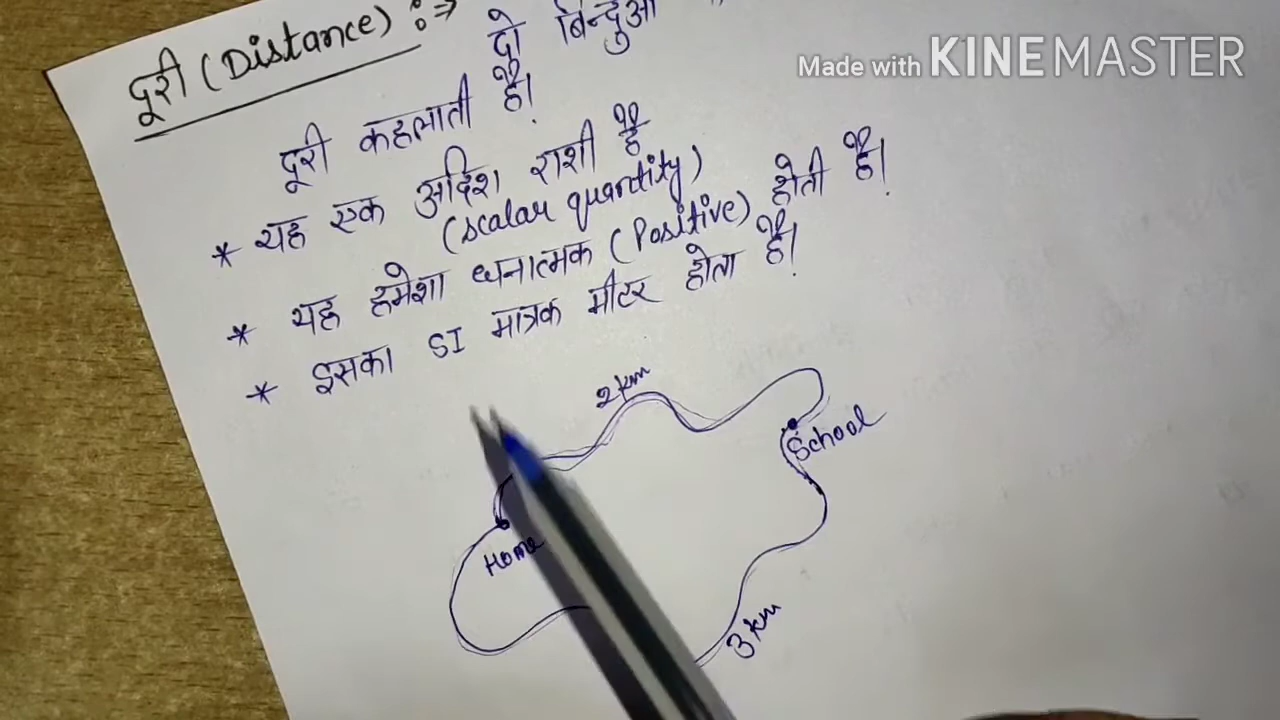 Made with KINEMASTER
दूरी (Distance) :⇒
दो बिन्दुओ
दूरी कहलाती है।
* यह एक अदिश राशी है
(scalar quantity)
* यह हमेशा धनात्मक (Positive) होती है।
* इसका SI मात्रक मीटर होता है।
2 km
School
Home
3 km